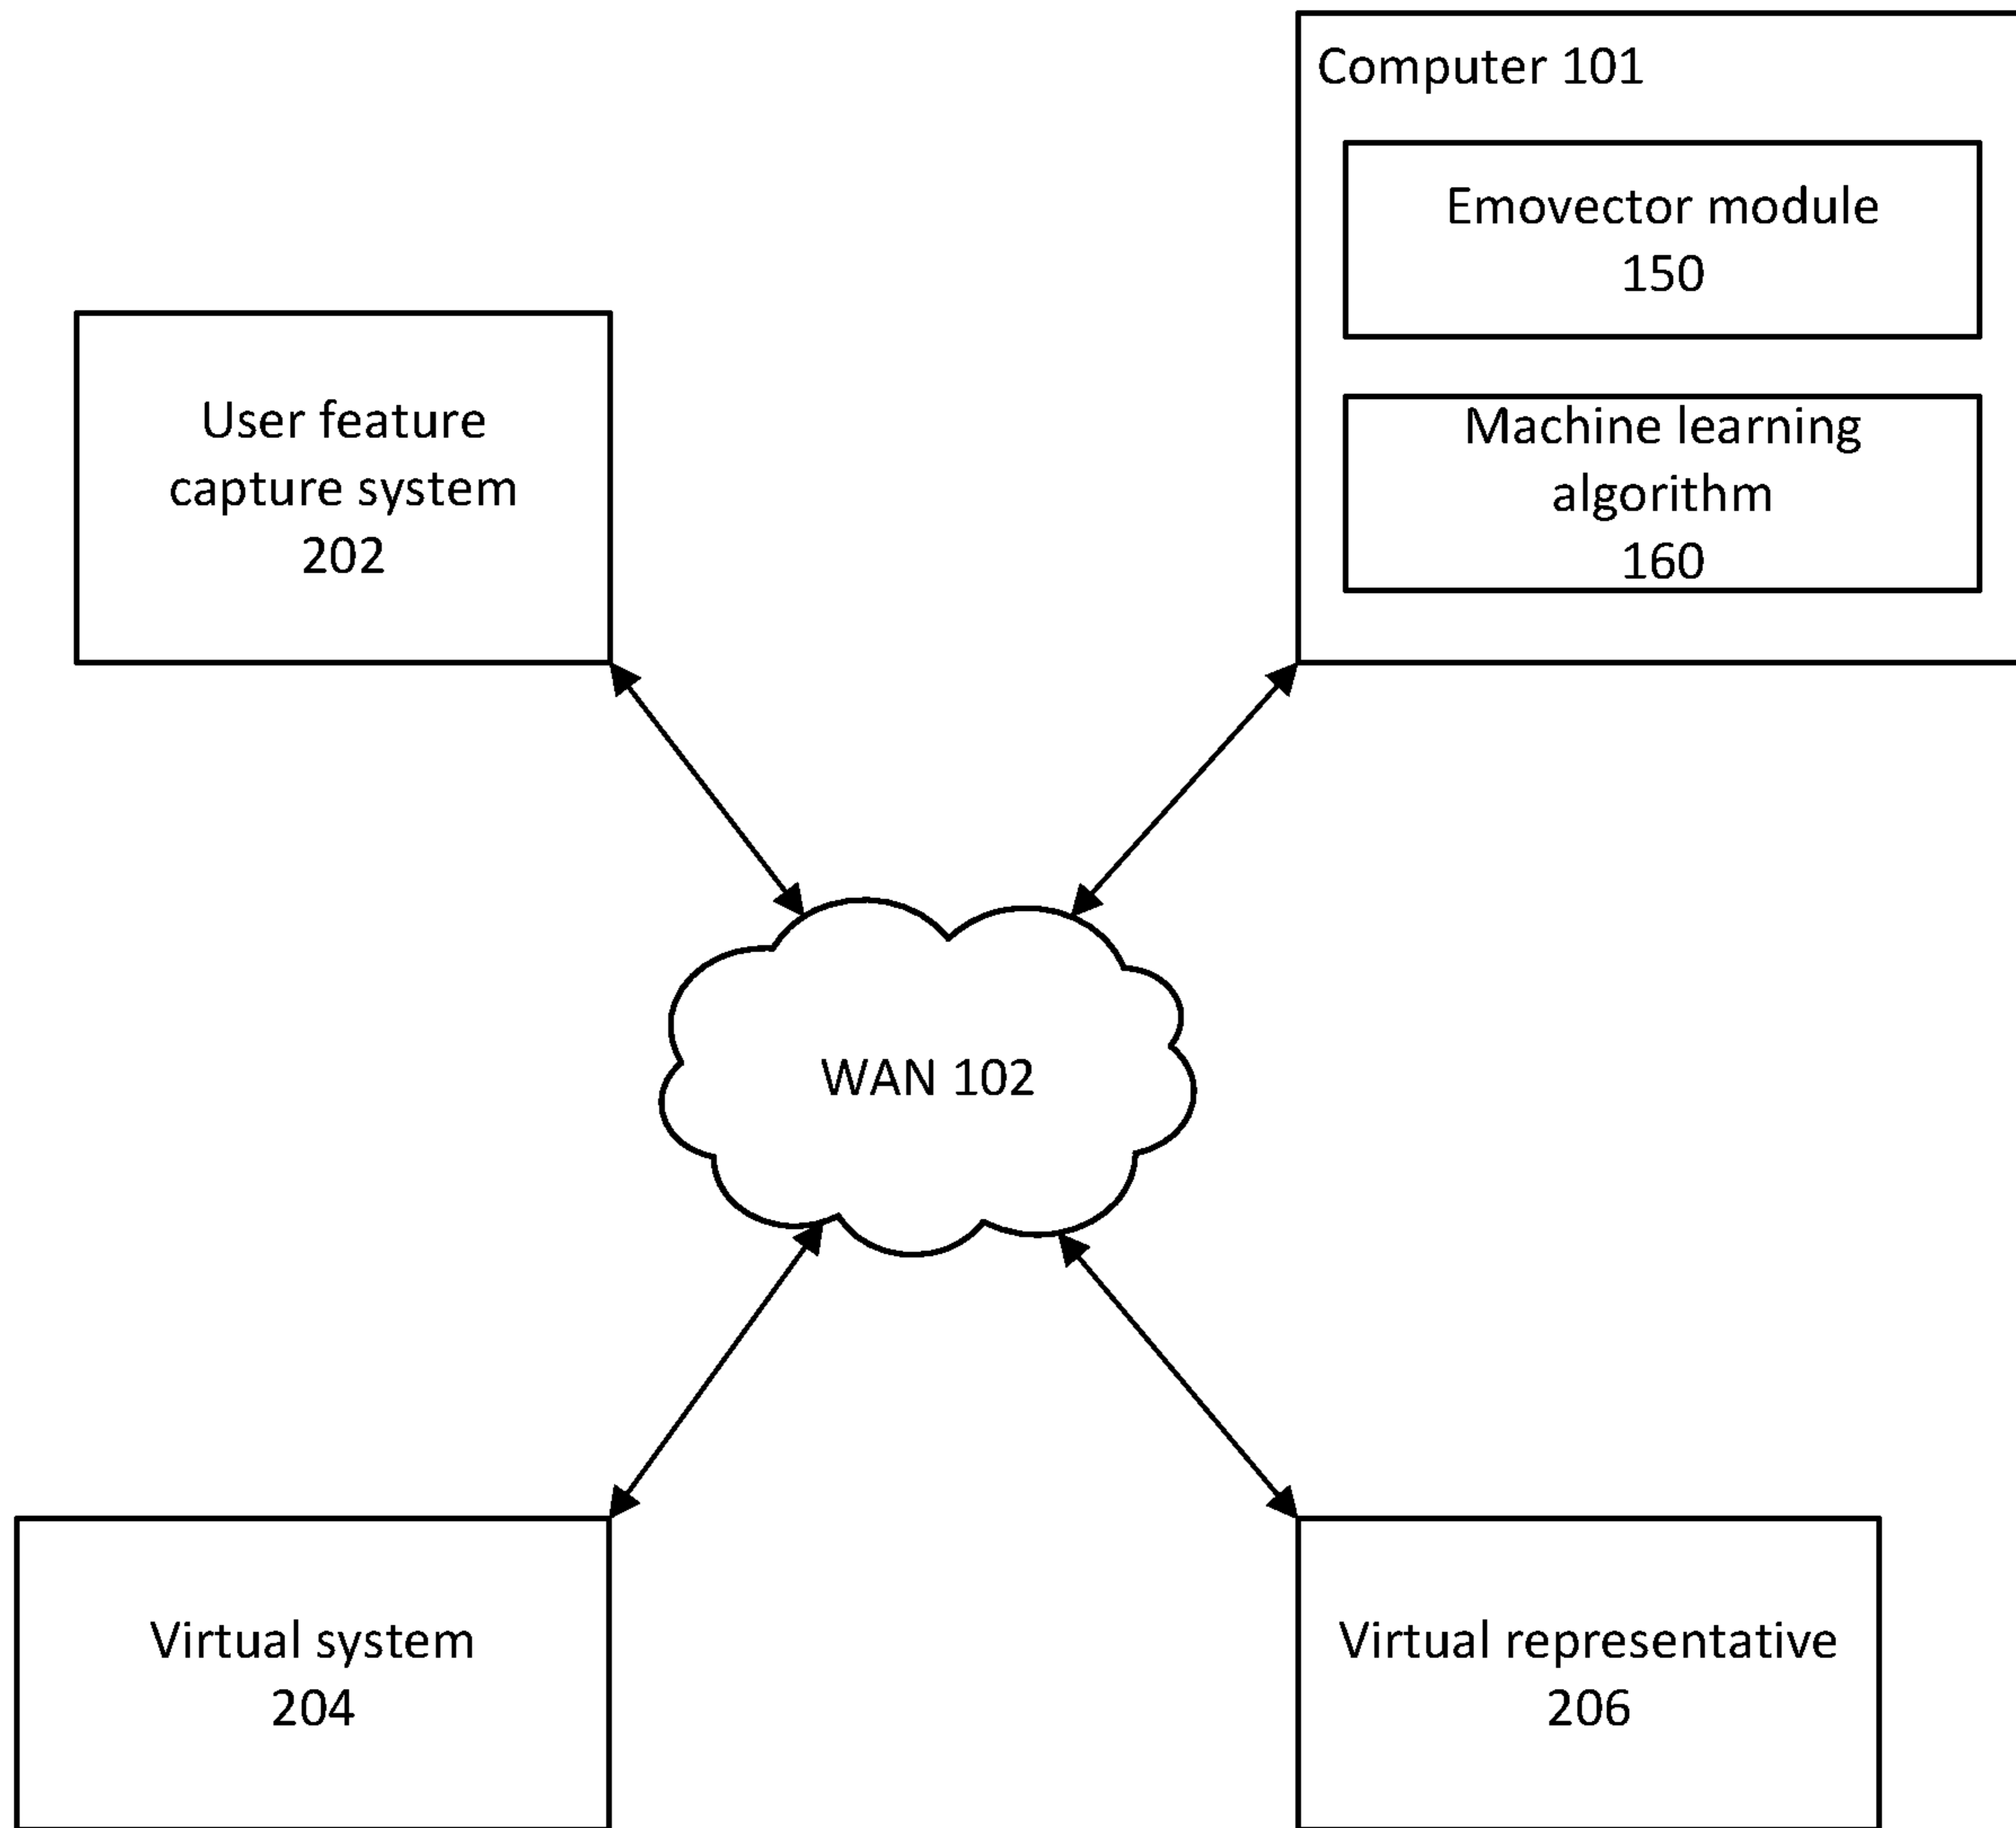 Computer 101
Emovector module
150
Machine learning
algorithm
160
User feature
capture system
202
WAN 102
Virtual system
204
Virtual representative
206